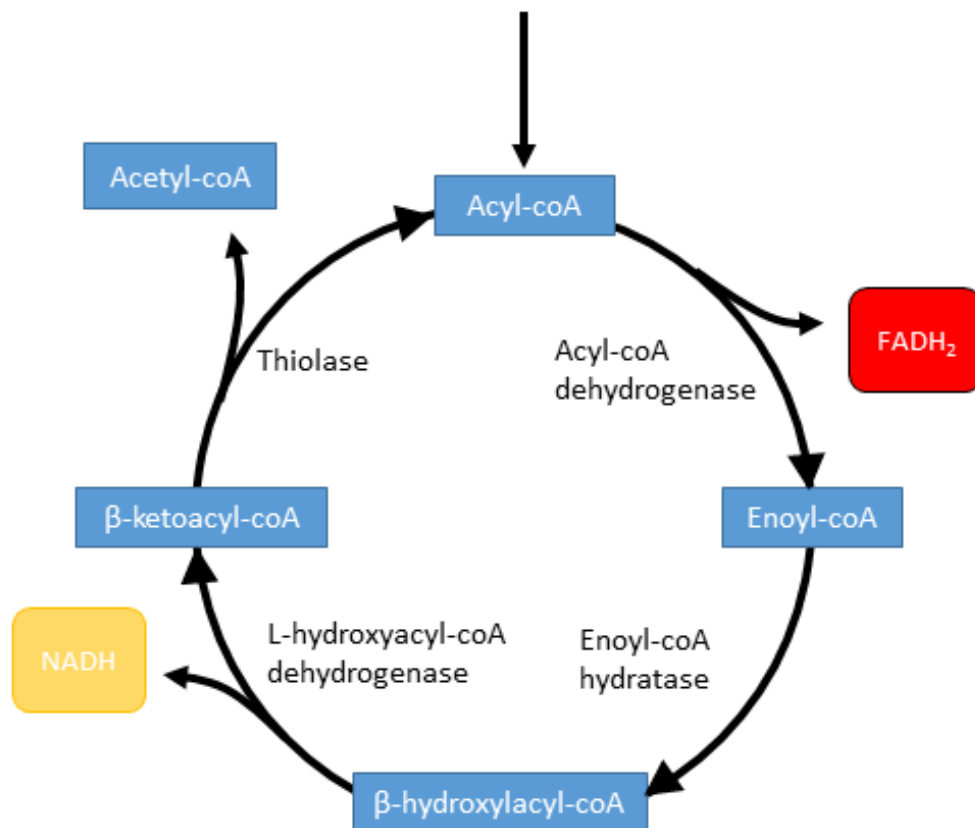 Acetyl-coA
Acyl-coA
FADH₂
Thiolase
Acyl-coA
dehydrogenase
β-ketoacyl-coA
Enoyl-coA
NADH
L-hydroxyacyl-coA
dehydrogenase
Enoyl-coA
hydratase
β-hydroxylacyl-coA